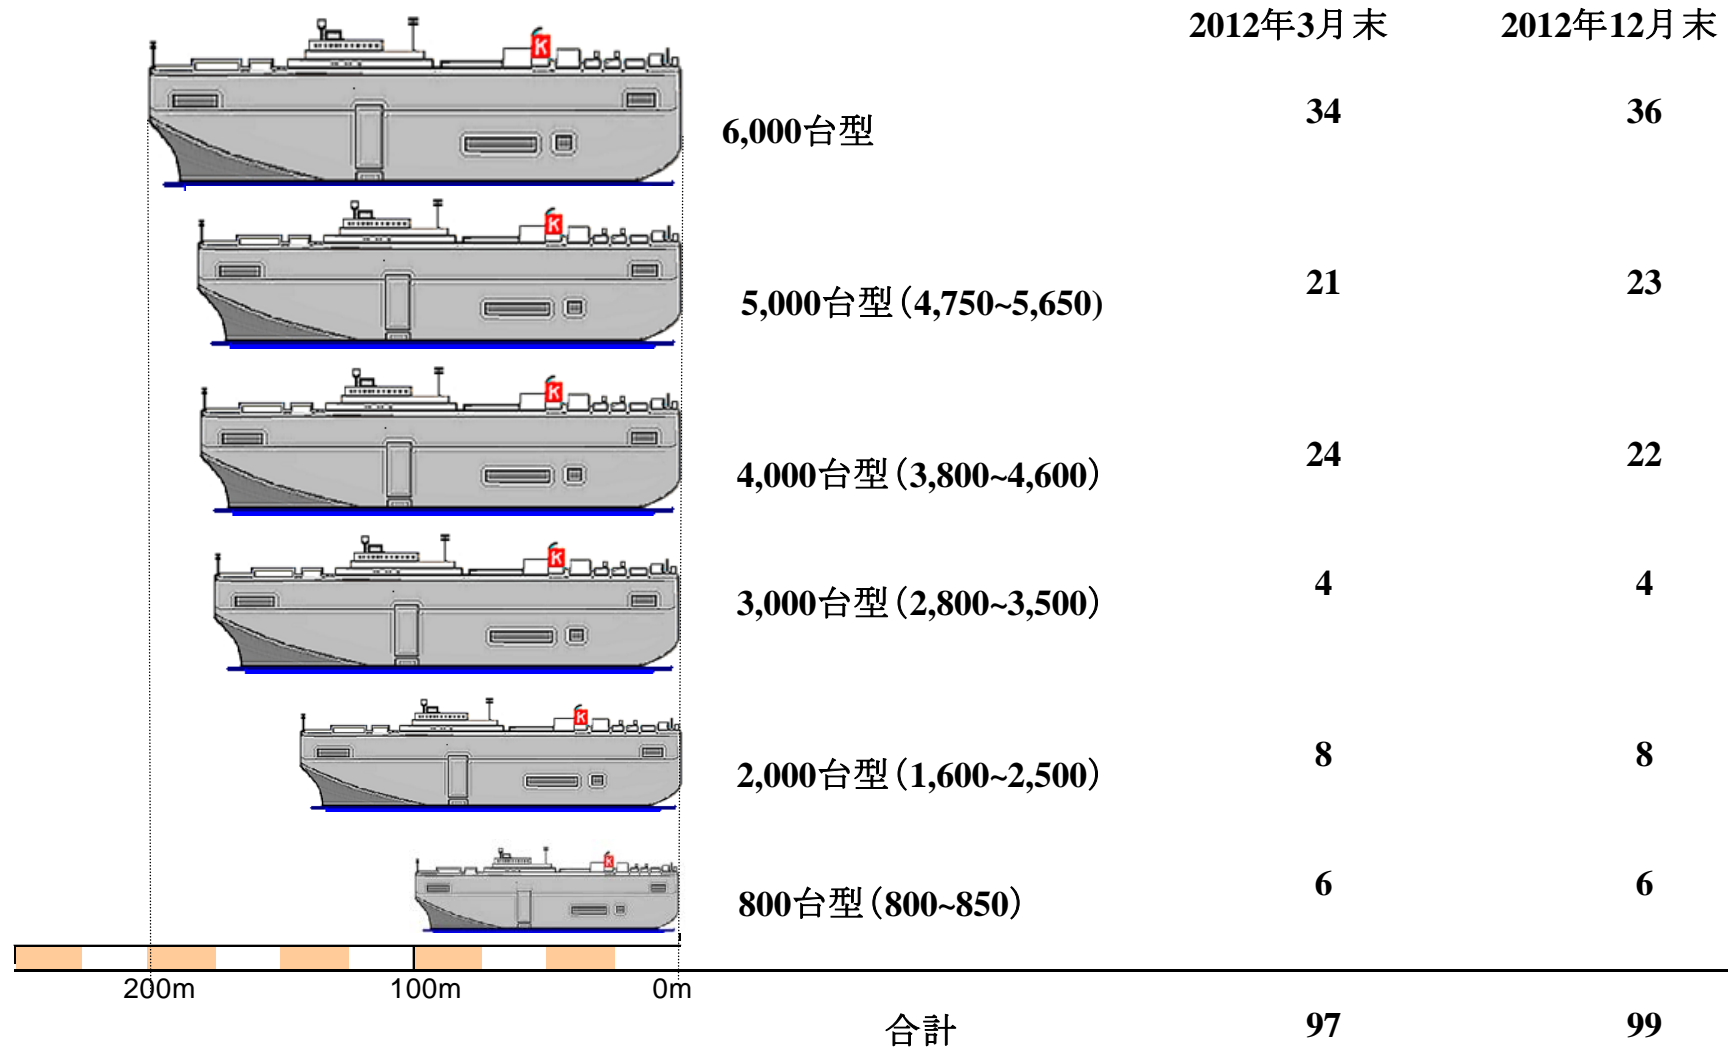 2012年3月末 2012年12月末
K
6,000台型 34 36
K
5,000台型（4,750~5,650) 21 23
K
4,000台型（3,800~4,600） 24 22
K
3,000台型（2,800~3,500） 4 4
K
2,000台型（1,600~2,500） 8 8
K
800台型（800~850） 6 6
200m 100m 0m
合計 97 99